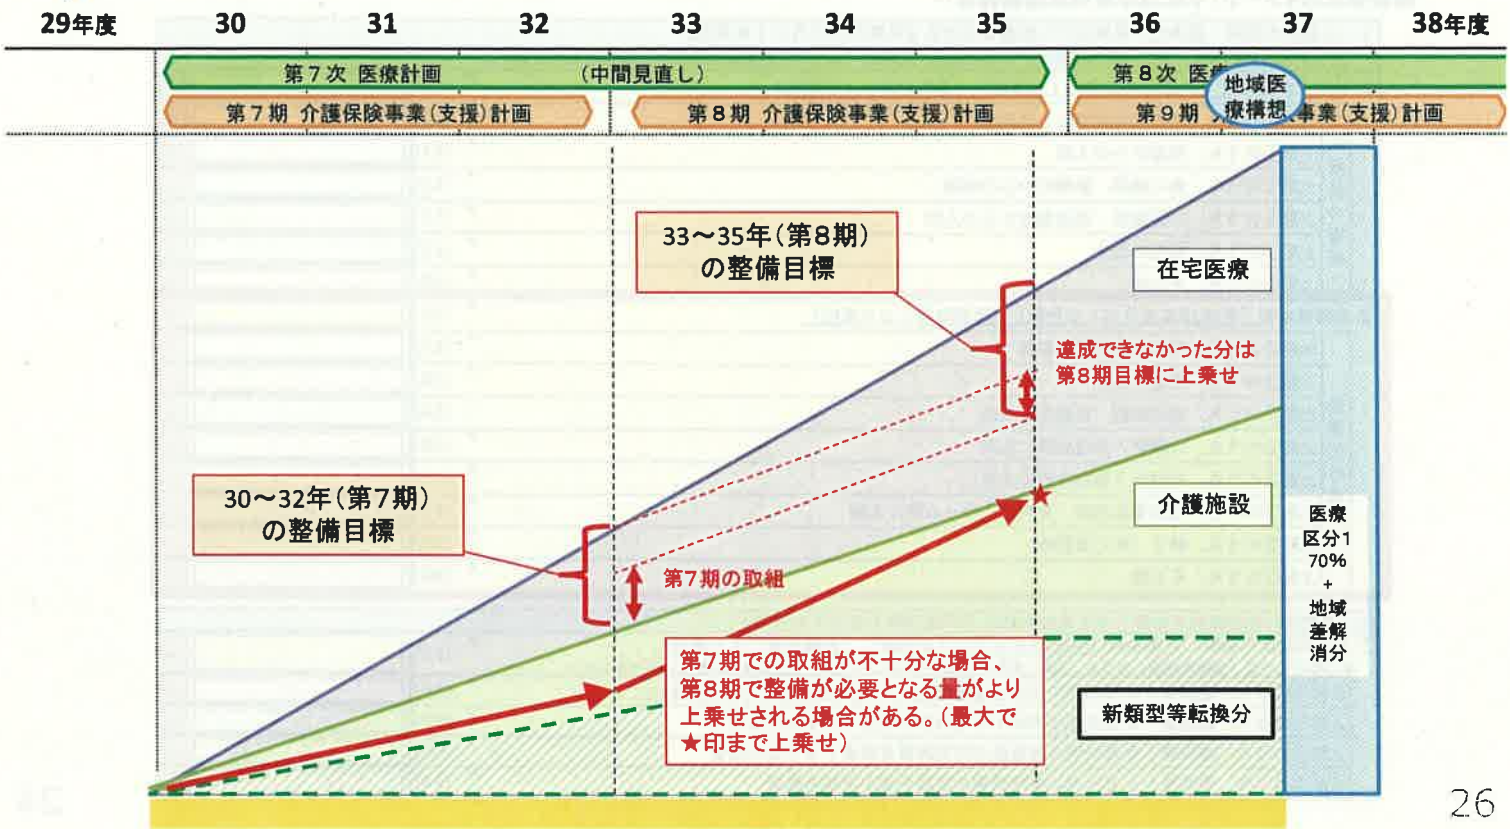 29年度 30 31 32 33 34 35 36 37 38年度
第7次 医療計画 (中間見直し)
第8次 医療
第7期 介護保険事業(支援)計画
第8期 介護保険事業(支援)計画
第9期 事業(支援)計画
地域医
療構想
33～35年(第8期)
の整備目標
在宅医療
達成できなかった分は
第8期目標に上乗せ
30～32年(第7期)
の整備目標
介護施設
第7期の取組
第7期での取組が不十分な場合、
第8期で整備が必要となる量がより
上乗せされる場合がある。(最大で
★印まで上乗せ)
新類型等転換分
医療
区分1
70%
+
地域
差解
消分
26